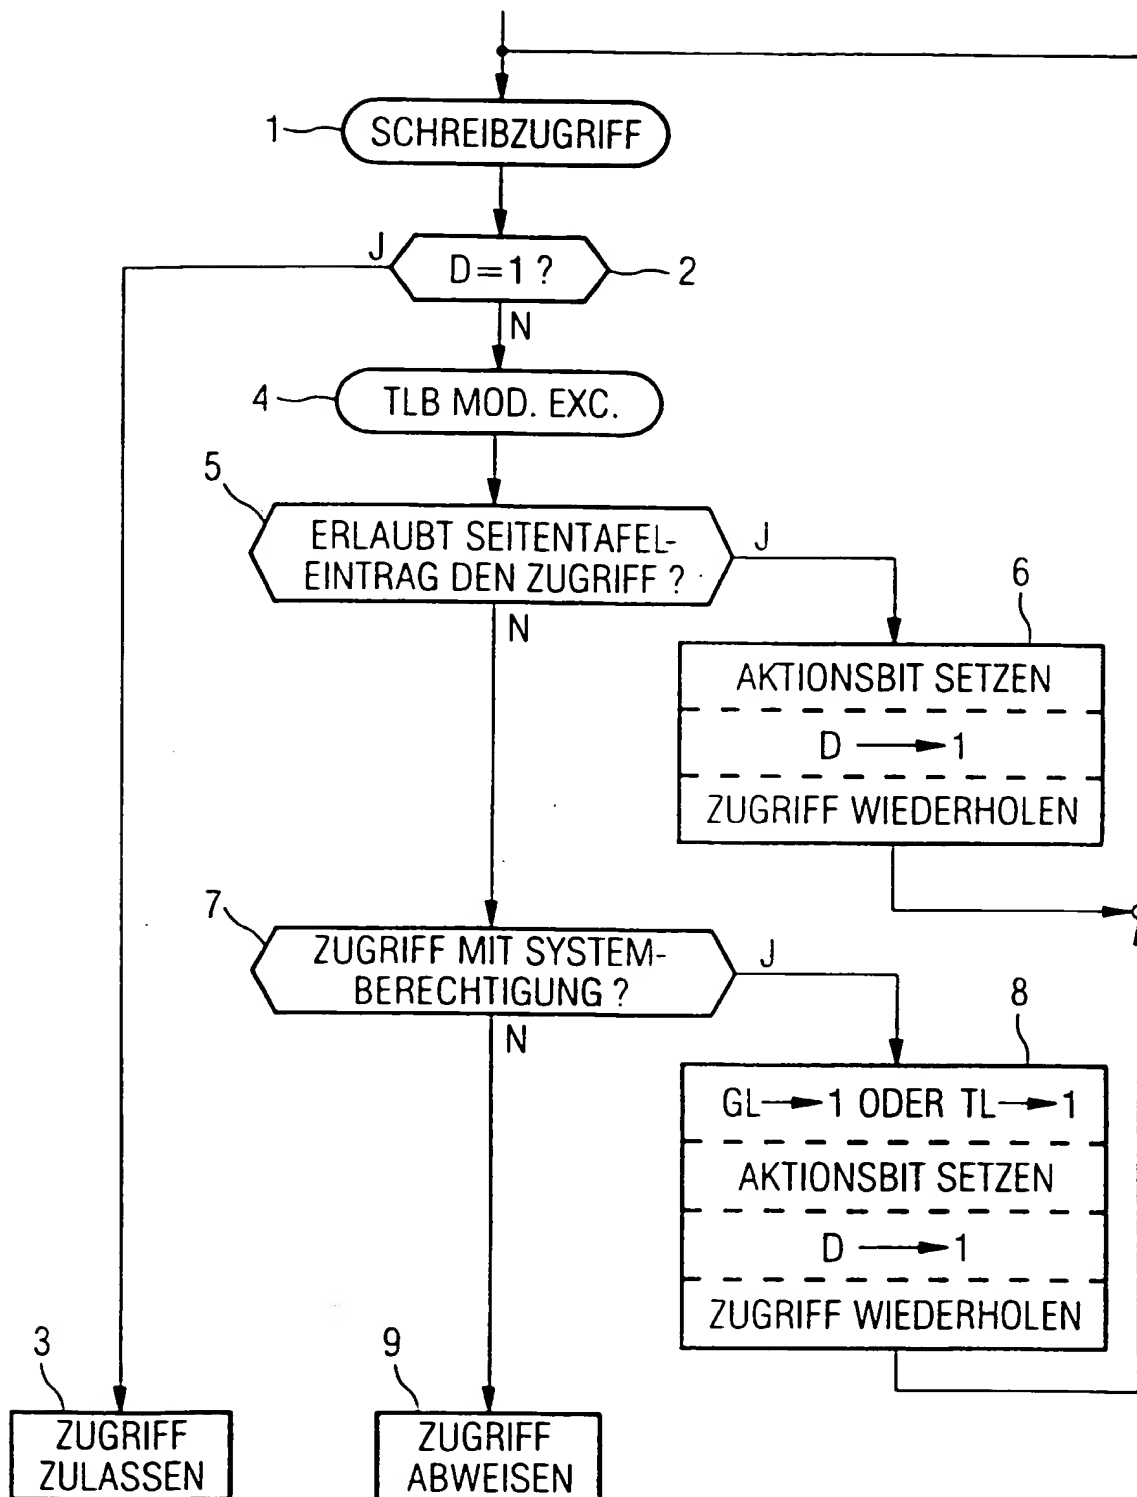 1
SCHREIBZUGRIFF
J
D=1?
2
N
4
TLB MOD. EXC.
5
ERLAUBT SEITENTAFEL-
EINTRAG DEN ZUGRIFF?
J
N
6
AKTIONSBIT SETZEN
D → 1
ZUGRIFF WIEDERHOLEN
7
ZUGRIFF MIT SYSTEM-
BERECHTIGUNG?
J
N
8
GL→1 ODER TL→1
AKTIONSBIT SETZEN
D → 1
ZUGRIFF WIEDERHOLEN
3
ZUGRIFF
ZULASSEN
9
ZUGRIFF
ABWEISEN